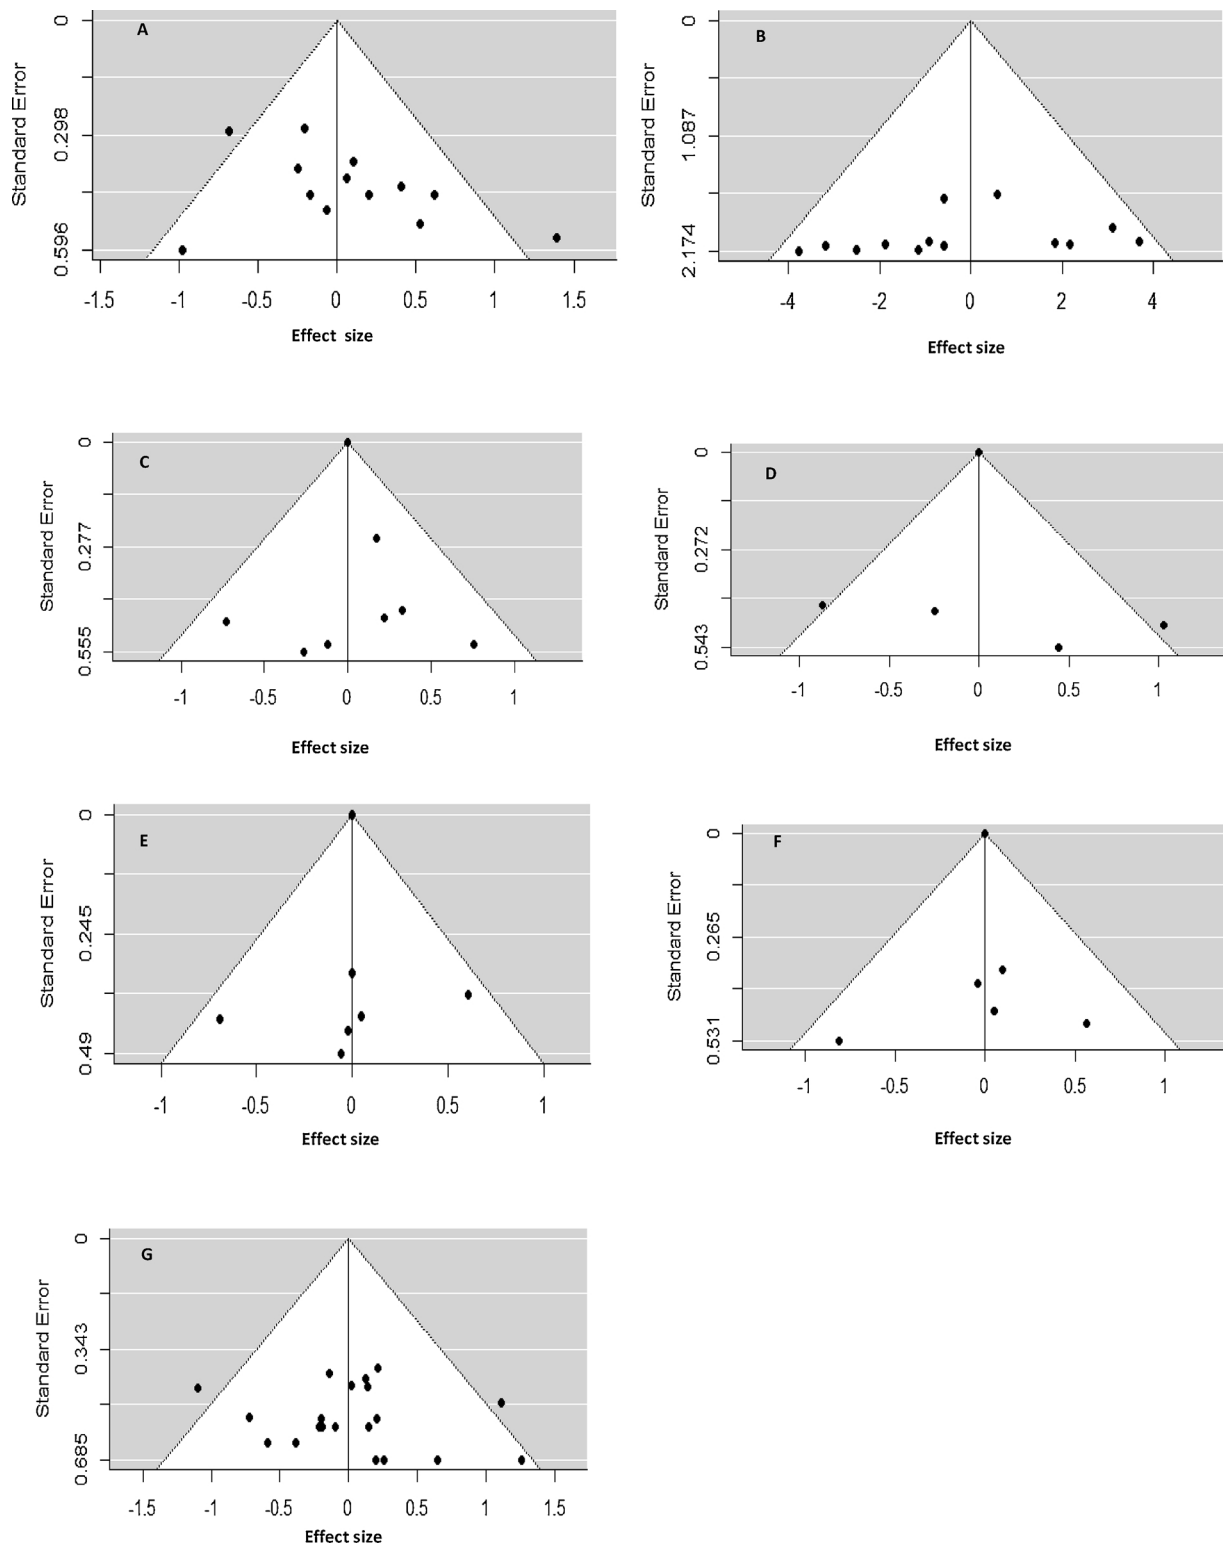 A
Standard Error
0
0.298
0.596
-1.5 -1 -0.5 0 0.5 1 1.5
Effect size
B
Standard Error
0
1.087
2.174
-4 -2 0 2 4
Effect size
C
Standard Error
0
0.277
0.555
-1 -0.5 0 0.5 1
Effect size
D
Standard Error
0
0.272
0.543
-1 -0.5 0 0.5 1
Effect size
E
Standard Error
0
0.245
0.49
-1 -0.5 0 0.5 1
Effect size
F
Standard Error
0
0.265
0.531
-1 -0.5 0 0.5 1
Effect size
G
Standard Error
0
0.343
0.685
-1.5 -1 -0.5 0 0.5 1 1.5
Effect size